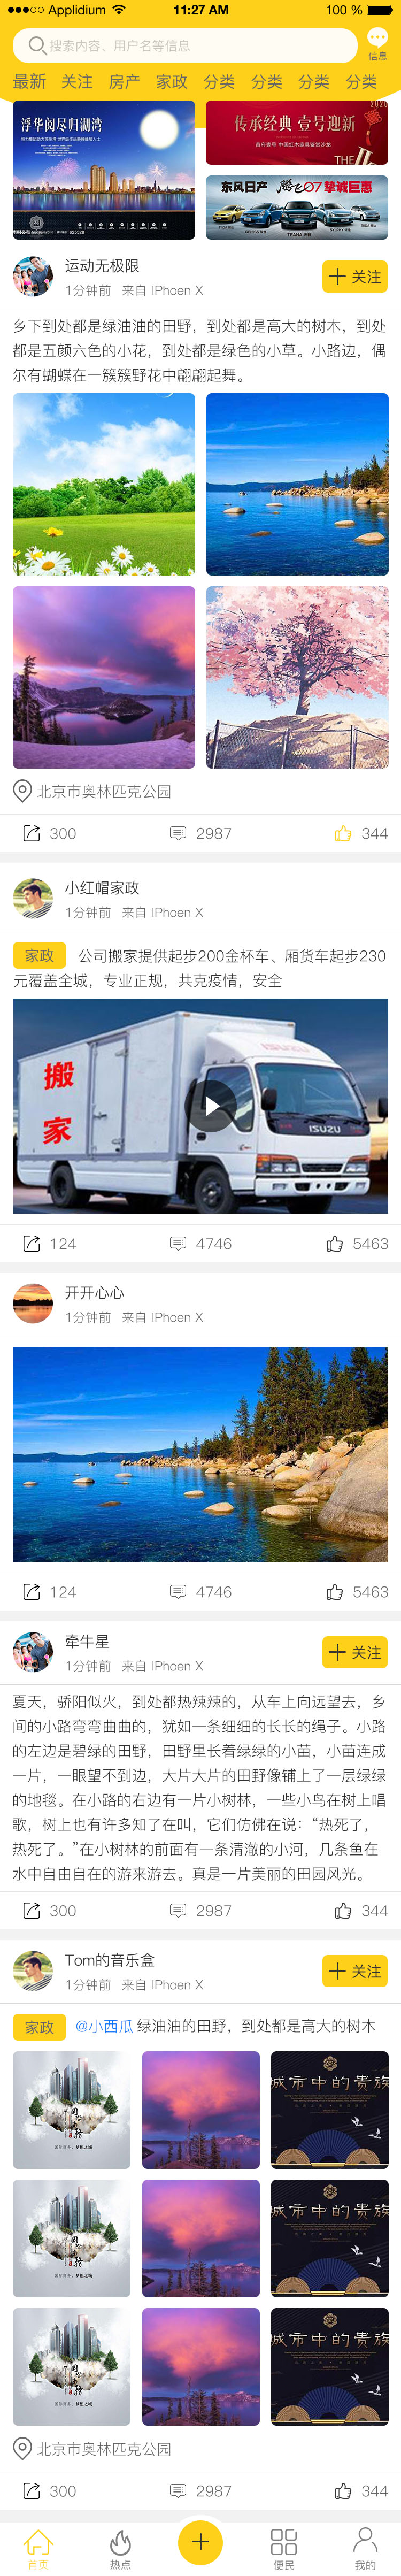 Applidium 11:27 AM 100 %
搜索内容、用户名等信息
信息
最新 关注 房产 家政 分类 分类 分类 分类
浮华阅尽归湖湾
传承经典 壹号迎新
首府壹号 中国红木家具鉴赏沙龙
2020
THE
东风日产 腾飞07挚诚巨惠
TEANA天籁
运动无极限
1分钟前 来自 IPhoen X
关注
乡下到处都是绿油油的田野，到处都是高大的树木，到处
都是五颜六色的小花，到处都是绿色的小草。小路边，偶
尔有蝴蝶在一簇簇野花中翩翩起舞。
北京市奥林匹克公园
300 2987 344
小红帽家政
1分钟前 来自 IPhoen X
家政 公司搬家提供起步200金杯车、厢货车起步230
元覆盖全城，专业正规，共克疫情，安全
搬
家
ISUZU
124 4746 5463
开开心心
1分钟前 来自 IPhoen X
124 4746 5463
牵牛星
1分钟前 来自 IPhoen X
关注
夏天，骄阳似火，到处都热辣辣的，从车上向远望去，乡
间的小路弯弯曲曲的，犹如一条细细的长长的绳子。小路
的左边是碧绿的田野，田野里长着绿绿的小苗，小苗连成
一片，一眼望不到边，大片大片的田野像铺上了一层绿绿
的地毯。在小路的右边有一片小树林，一些小鸟在树上唱
歌，树上也有许多知了在叫，它们仿佛在说：“热死了，
热死了。”在小树林的前面有一条清澈的小河，几条鱼在
水中自由自在的游来游去。真是一片美丽的田园风光。
300 2987 344
Tom的音乐盒
1分钟前 来自 IPhoen X
关注
家政 @小西瓜 绿油油的田野，到处都是高大的树木
城市中的贵族
城市中的贵族
城市中的贵族
北京市奥林匹克公园
300 2987 344
首页 热点 便民 我的